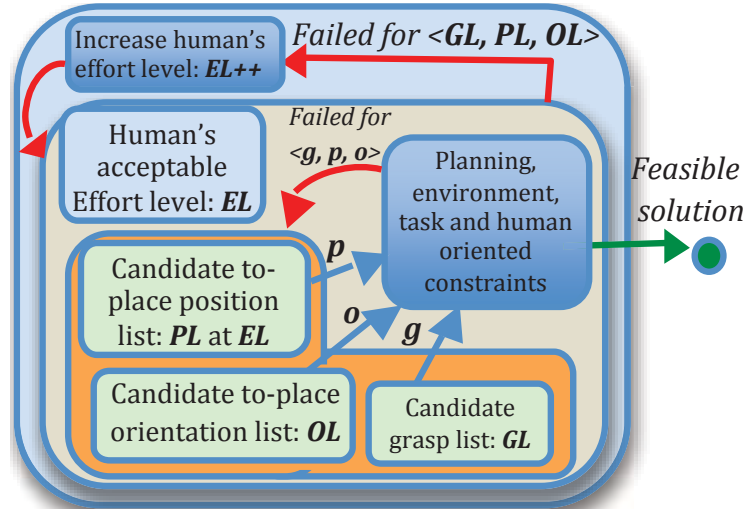 Increase human's
effort level: EL++
Failed for <GL, PL, OL>
Human's
acceptable
Effort level: EL
Failed for
<g, p, o>
Planning,
environment,
task and human
oriented
constraints
Feasible
solution
Candidate to-
place position
list: PL at EL
p
o
g
Candidate to-place
orientation list: OL
Candidate
grasp list: GL